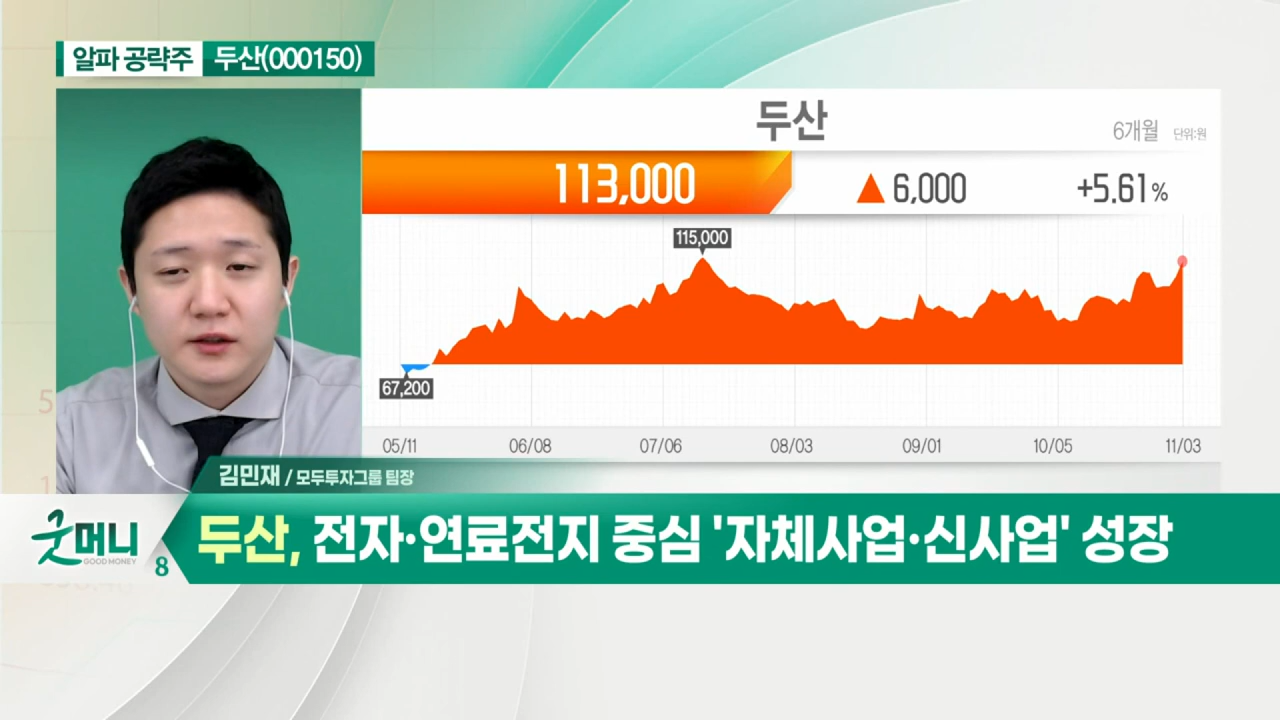 알파 공략주 두산(000150)
두산
6개월 단위:원
113,000 ▲ 6,000 +5.61%
115,000
67,200
05/11 06/08 07/06 08/03 09/01 10/05 11/03
김민재 / 모두투자그룹 팀장
굿머니 GOOD MONEY 8
두산, 전자·연료전지 중심 '자체사업·신사업' 성장